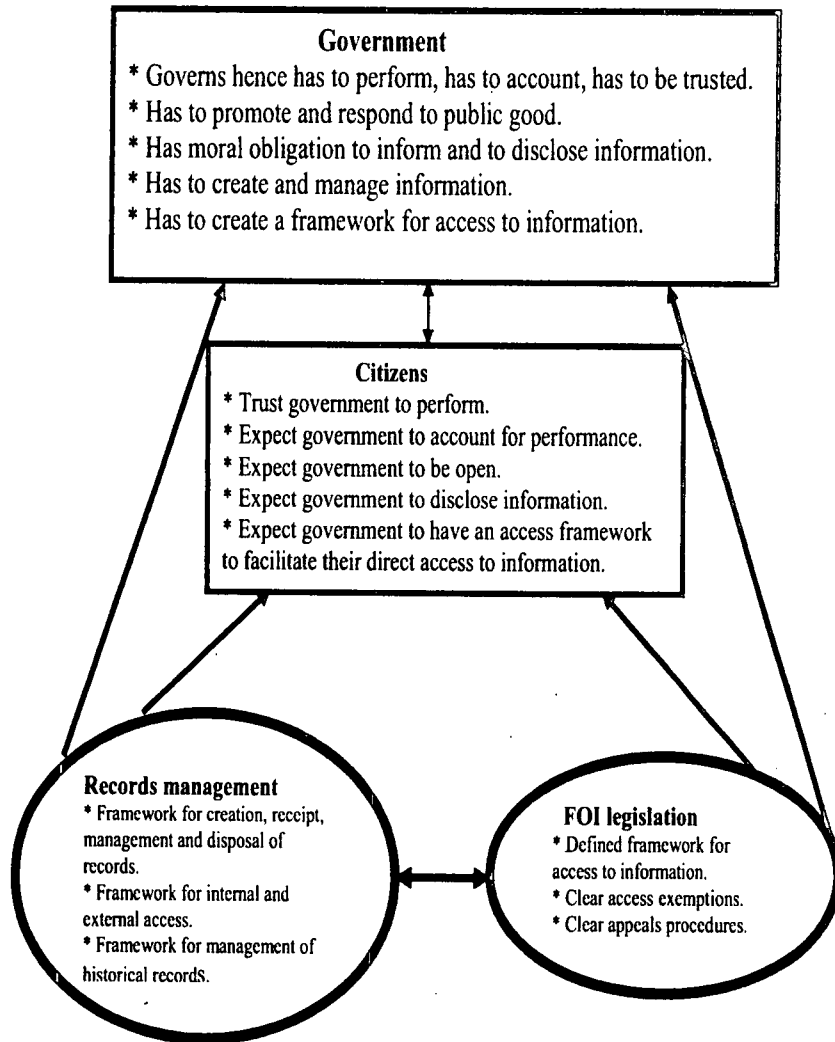 Government
* Governs hence has to perform, has to account, has to be trusted.
* Has to promote and respond to public good.
* Has moral obligation to inform and to disclose information.
* Has to create and manage information.
* Has to create a framework for access to information.
Citizens
* Trust government to perform.
* Expect government to account for performance.
* Expect government to be open.
* Expect government to disclose information.
* Expect government to have an access framework
to facilitate their direct access to information.
Records management
* Framework for creation, receipt,
management and disposal of
records.
* Framework for internal and
external access.
* Framework for management of
historical records.
FOI legislation
* Defined framework for
access to information.
* Clear access exemptions.
* Clear appeals procedures.